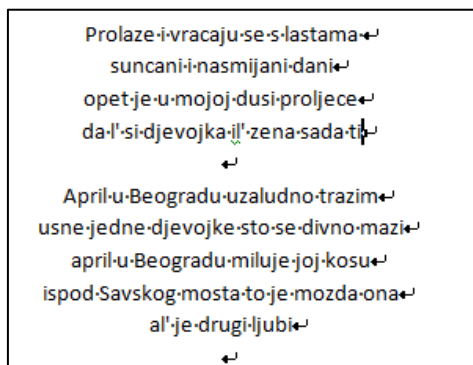 Prolaze i vracaju se s lastama
suncani i nasmijani dani
opet je u mojoj dusi proljece
da l' si djevojka il' zena sada ti
April u Beogradu uzaludno trazim
usne jedne djevojke sto se divno mazi
april u Beogradu miluje joj kosu
ispod Savskog mosta to je mozda ona
al' je drugi ljubi